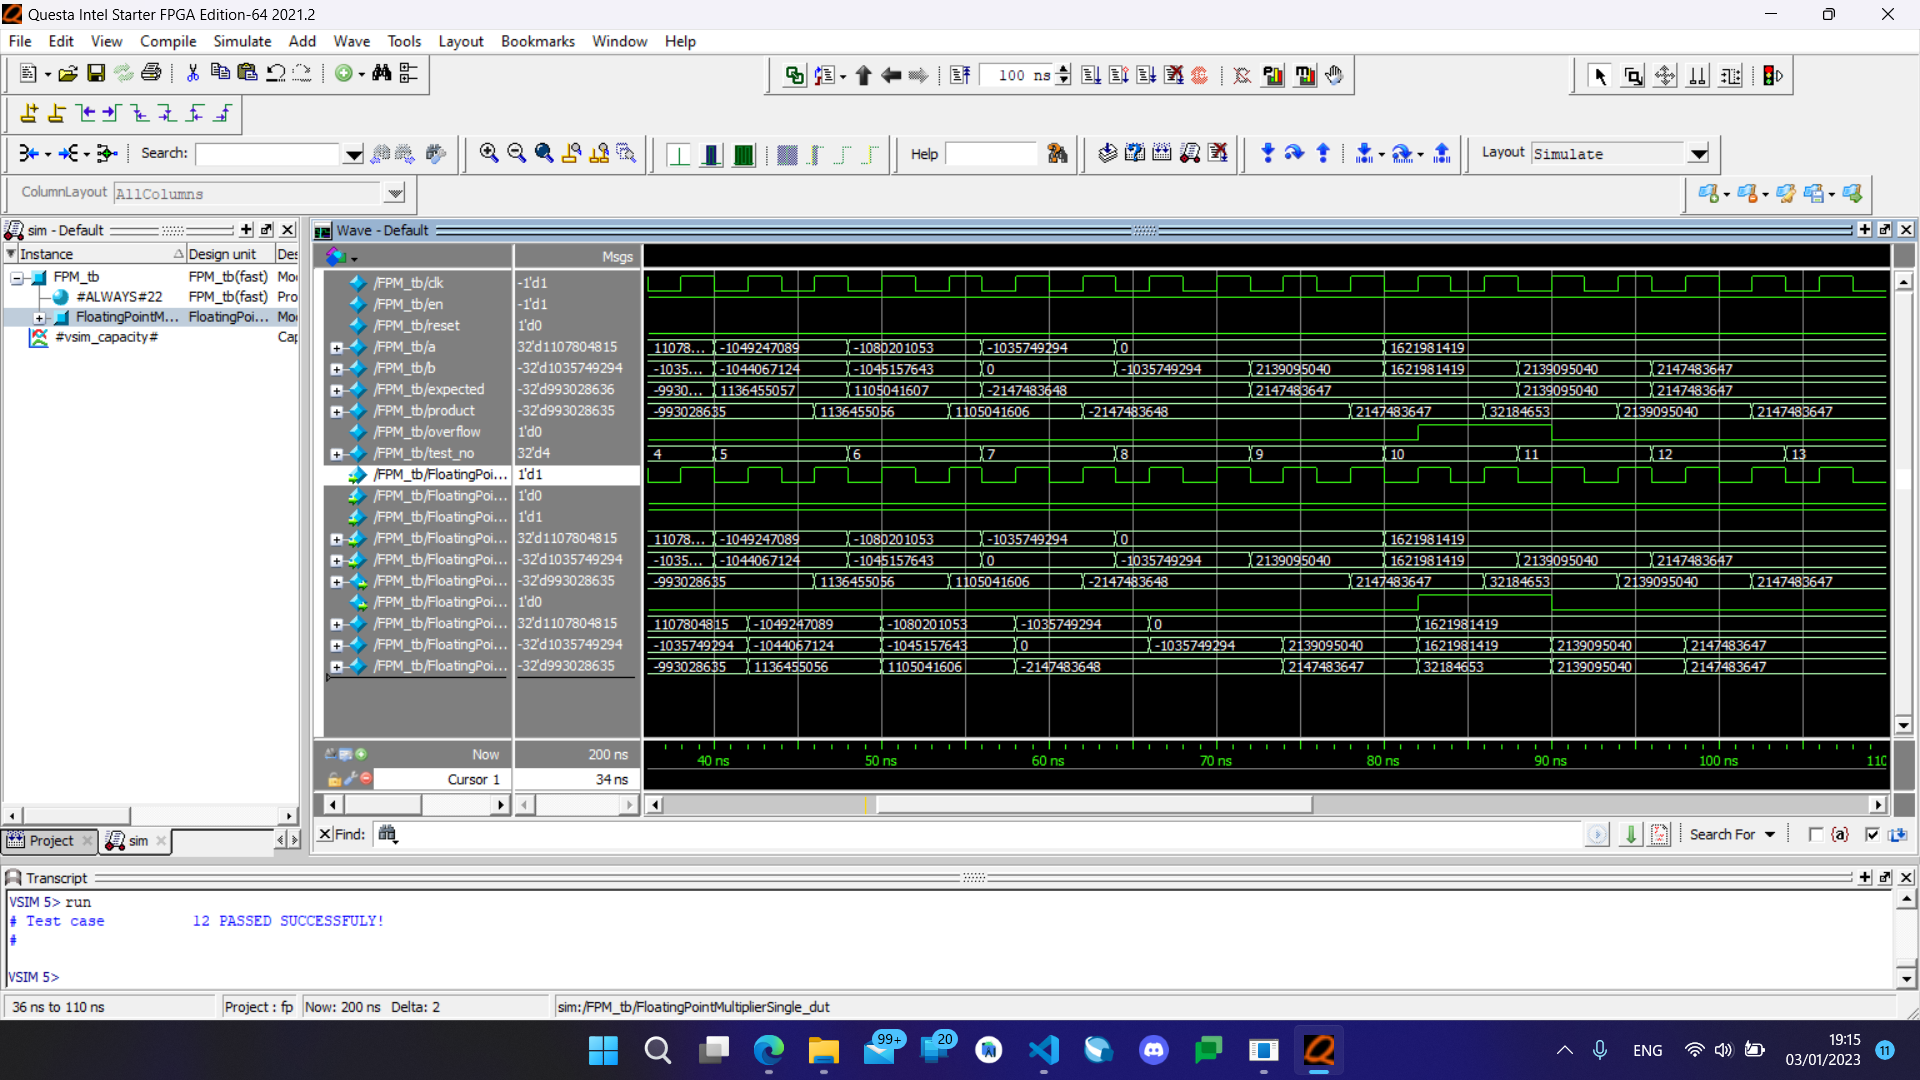 Questa Intel Starter FPGA Edition-64 2021.2
File Edit View Compile Simulate Add Wave Tools Layout Bookmarks Window Help
100 ns
Search:
Help
Layout Simulate
ColumnLayout AllColumns
sim - Default
Instance Design unit Des
FPM_tb FPM_tb(fast) Mo
#ALWAYS#22 FPM_tb(fast) Pro
FloatingPointM... FloatingPoi... Mo
#vsim_capacity# Cap
Project sim
Wave - Default
Msgs
/FPM_tb/clk -1'd1
/FPM_tb/en -1'd1
/FPM_tb/reset 1'd0
/FPM_tb/a 32'd1107804815 11078... -1049247089 -1080201053 -1035749294 0 1621981419
/FPM_tb/b -32'd1035749294 -1035... -1044067124 -1045157643 0 -1035749294 2139095040 1621981419 2139095040 2147483647
/FPM_tb/expected -32'd993028636 -9930... 1136455057 1105041607 -2147483648 2147483647 2139095040 2147483647
/FPM_tb/product -32'd993028635 -993028635 1136455056 1105041606 -2147483648 2147483647 32184653 2139095040 2147483647
/FPM_tb/overflow 1'd0
/FPM_tb/test_no 32'd4 4 5 6 7 8 9 10 11 12 13
/FPM_tb/FloatingPoi... 1'd1
/FPM_tb/FloatingPoi... 1'd0
/FPM_tb/FloatingPoi... 1'd1
/FPM_tb/FloatingPoi... 32'd1107804815 11078... -1049247089 -1080201053 -1035749294 0 1621981419
/FPM_tb/FloatingPoi... -32'd1035749294 -1035... -1044067124 -1045157643 0 -1035749294 2139095040 1621981419 2139095040 2147483647
/FPM_tb/FloatingPoi... -32'd993028635 -993028635 1136455056 1105041606 -2147483648 2147483647 32184653 2139095040 2147483647
/FPM_tb/FloatingPoi... 1'd0
/FPM_tb/FloatingPoi... 32'd1107804815 1107804815 -1049247089 -1080201053 -1035749294 0 1621981419
/FPM_tb/FloatingPoi... -32'd1035749294 -1035749294 -1044067124 -1045157643 0 -1035749294 2139095040 1621981419 2139095040 2147483647
/FPM_tb/FloatingPoi... -32'd993028635 -993028635 1136455056 1105041606 -2147483648 2147483647 32184653 2139095040 2147483647
Now 200 ns 40 ns 50 ns 60 ns 70 ns 80 ns 90 ns 100 ns 110
Cursor 1 34 ns
Find: Search For {a}
Transcript
VSIM 5> run
# Test case 12 PASSED SUCCESSFULY!
#
VSIM 5>
36 ns to 110 ns Project : fp Now: 200 ns Delta: 2 sim:/FPM_tb/FloatingPointMultiplierSingle_dut
99+ 20 ENG 19:15
03/01/2023 11